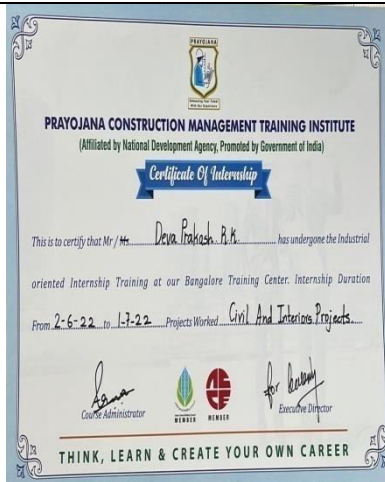 PRAYOJANA
PRAYOJANA CONSTRUCTION MANAGEMENT TRAINING INSTITUTE
(Affiliated by National Development Agency, Promoted by Government of India)
Certificate Of Internship
This is to certify that Mr / Ms Deva Prakash. R.K. has undergone the Industrial
oriented Internship Training at our Bangalore Training Center. Internship Duration
From 2-6-22 to 1-7-22 Projects Worked Civil And Interiors Projects
Course Administrator
MEMBER
MEMBER
for
Executive Director
THINK, LEARN & CREATE YOUR OWN CAREER